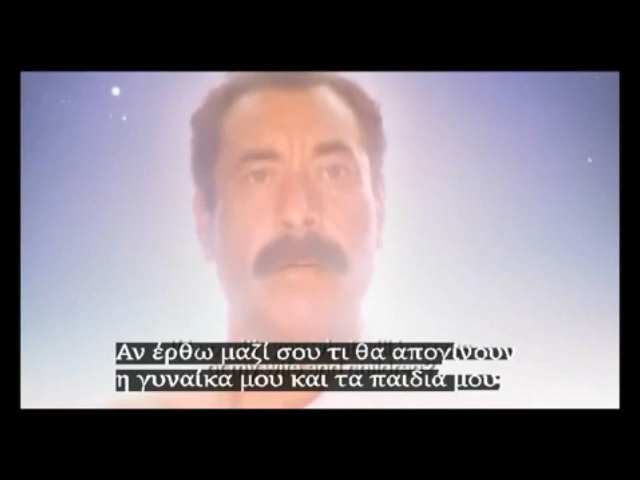 Αν έρθω μαζί σου τι θα απογίνουν
η γυναίκα μου και τα παιδιά μου